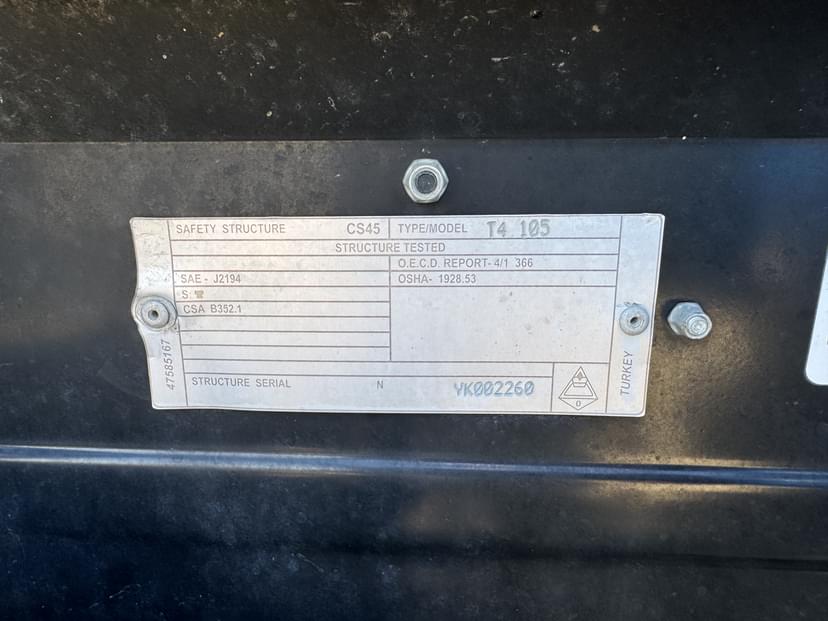 SAFETY STRUCTURE CS45 TYPE/MODEL T4 105
STRUCTURE TESTED
O.E.C.D. REPORT- 4/1 366
SAE - J2194 OSHA- 1928.53
S:
CSA B352.1
47585167
STRUCTURE SERIAL N YK002260
0
TURKEY